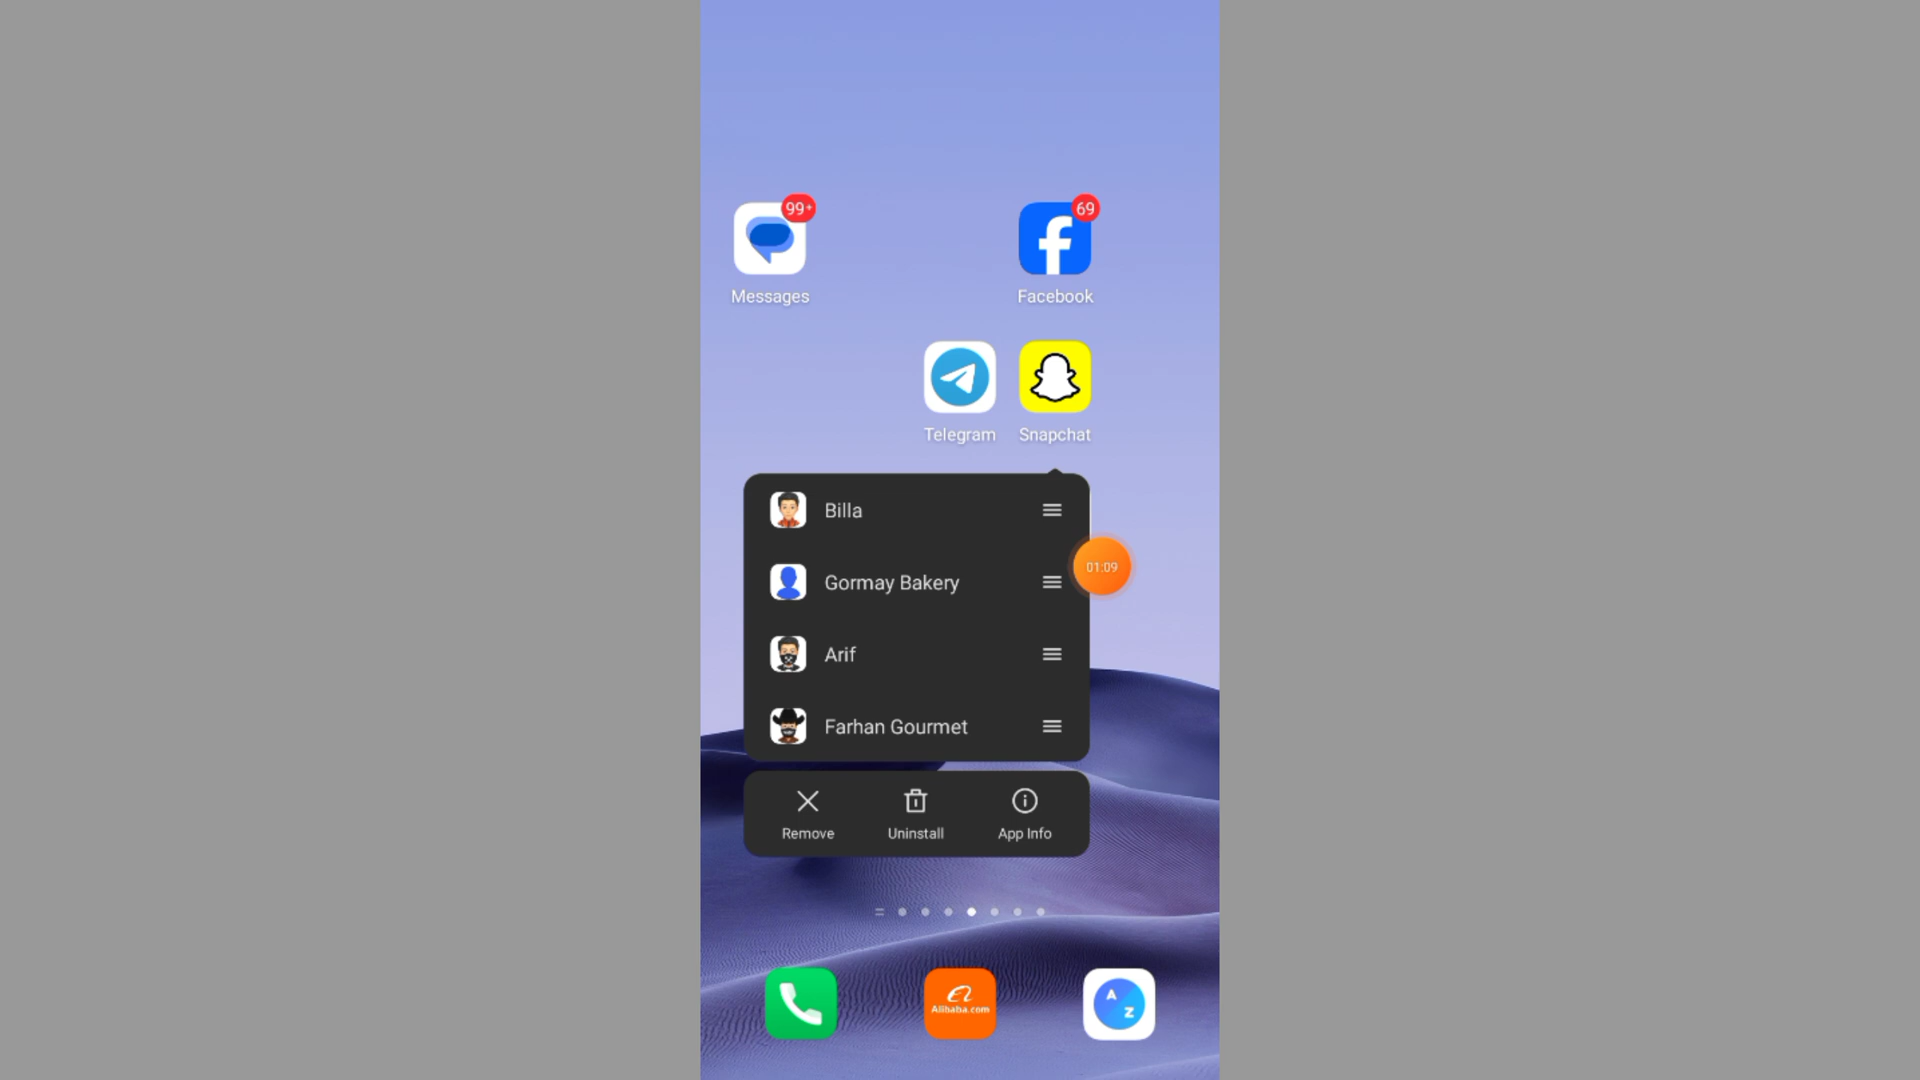 99+
69
Messages
Facebook
Telegram
Snapchat
Billa
01:09
Gormay Bakery
Arif
Farhan Gourmet
Remove
Uninstall
App Info
Alibaba.com
A
Z